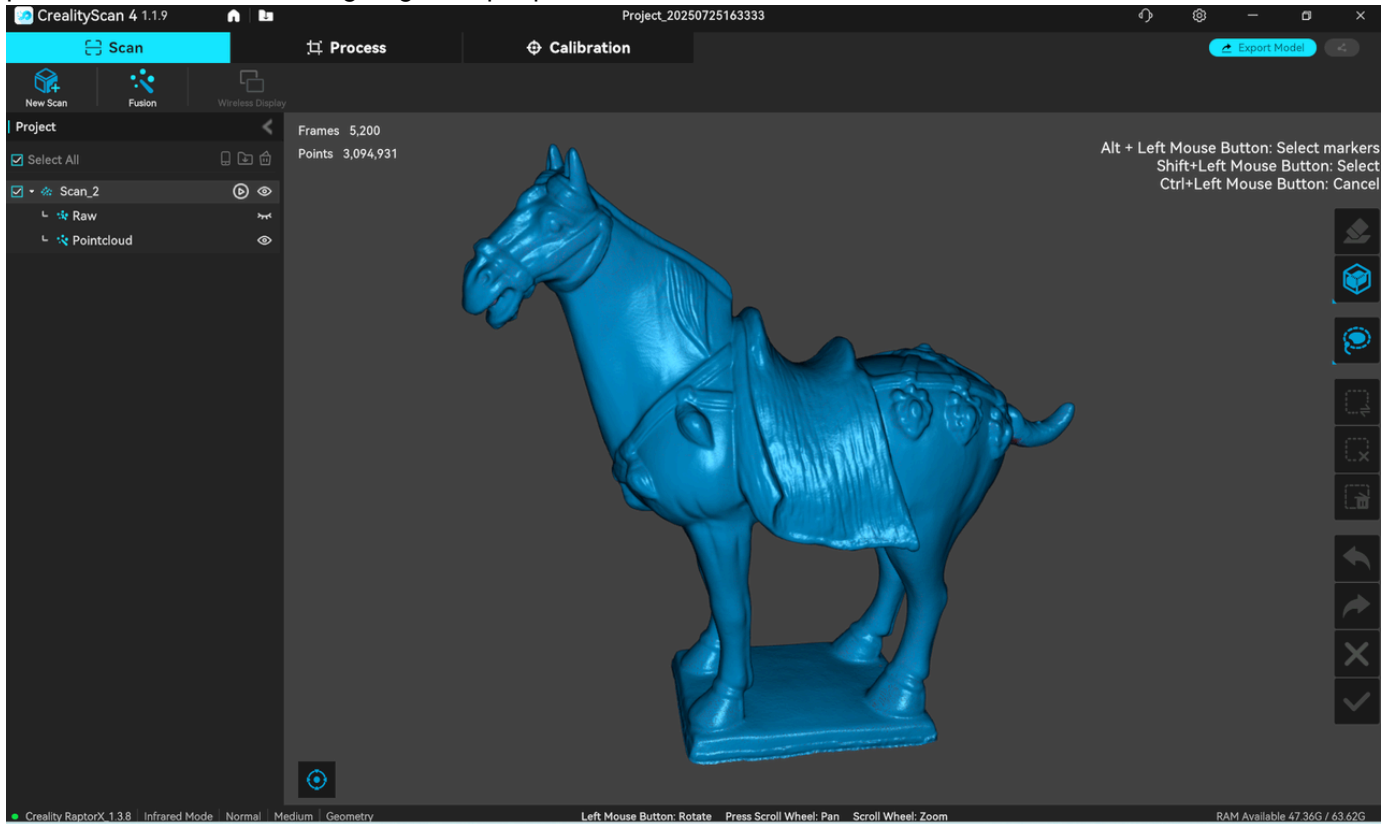 CrealityScan 4 1.1.9
Project_20250725163333
Scan
Process
Calibration
Export Model
New Scan
Fusion
Wireless Display
Project
Select All
Scan_2
Raw
Pointcloud
Frames 5,200
Points 3,094,931
Alt + Left Mouse Button: Select markers
Shift+Left Mouse Button: Select
Ctrl+Left Mouse Button: Cancel
Creality RaptorX_1.3.8 Infrared Mode Normal Medium Geometry
Left Mouse Button: Rotate Press Scroll Wheel: Pan Scroll Wheel: Zoom
RAM Available 47.36G / 63.62G